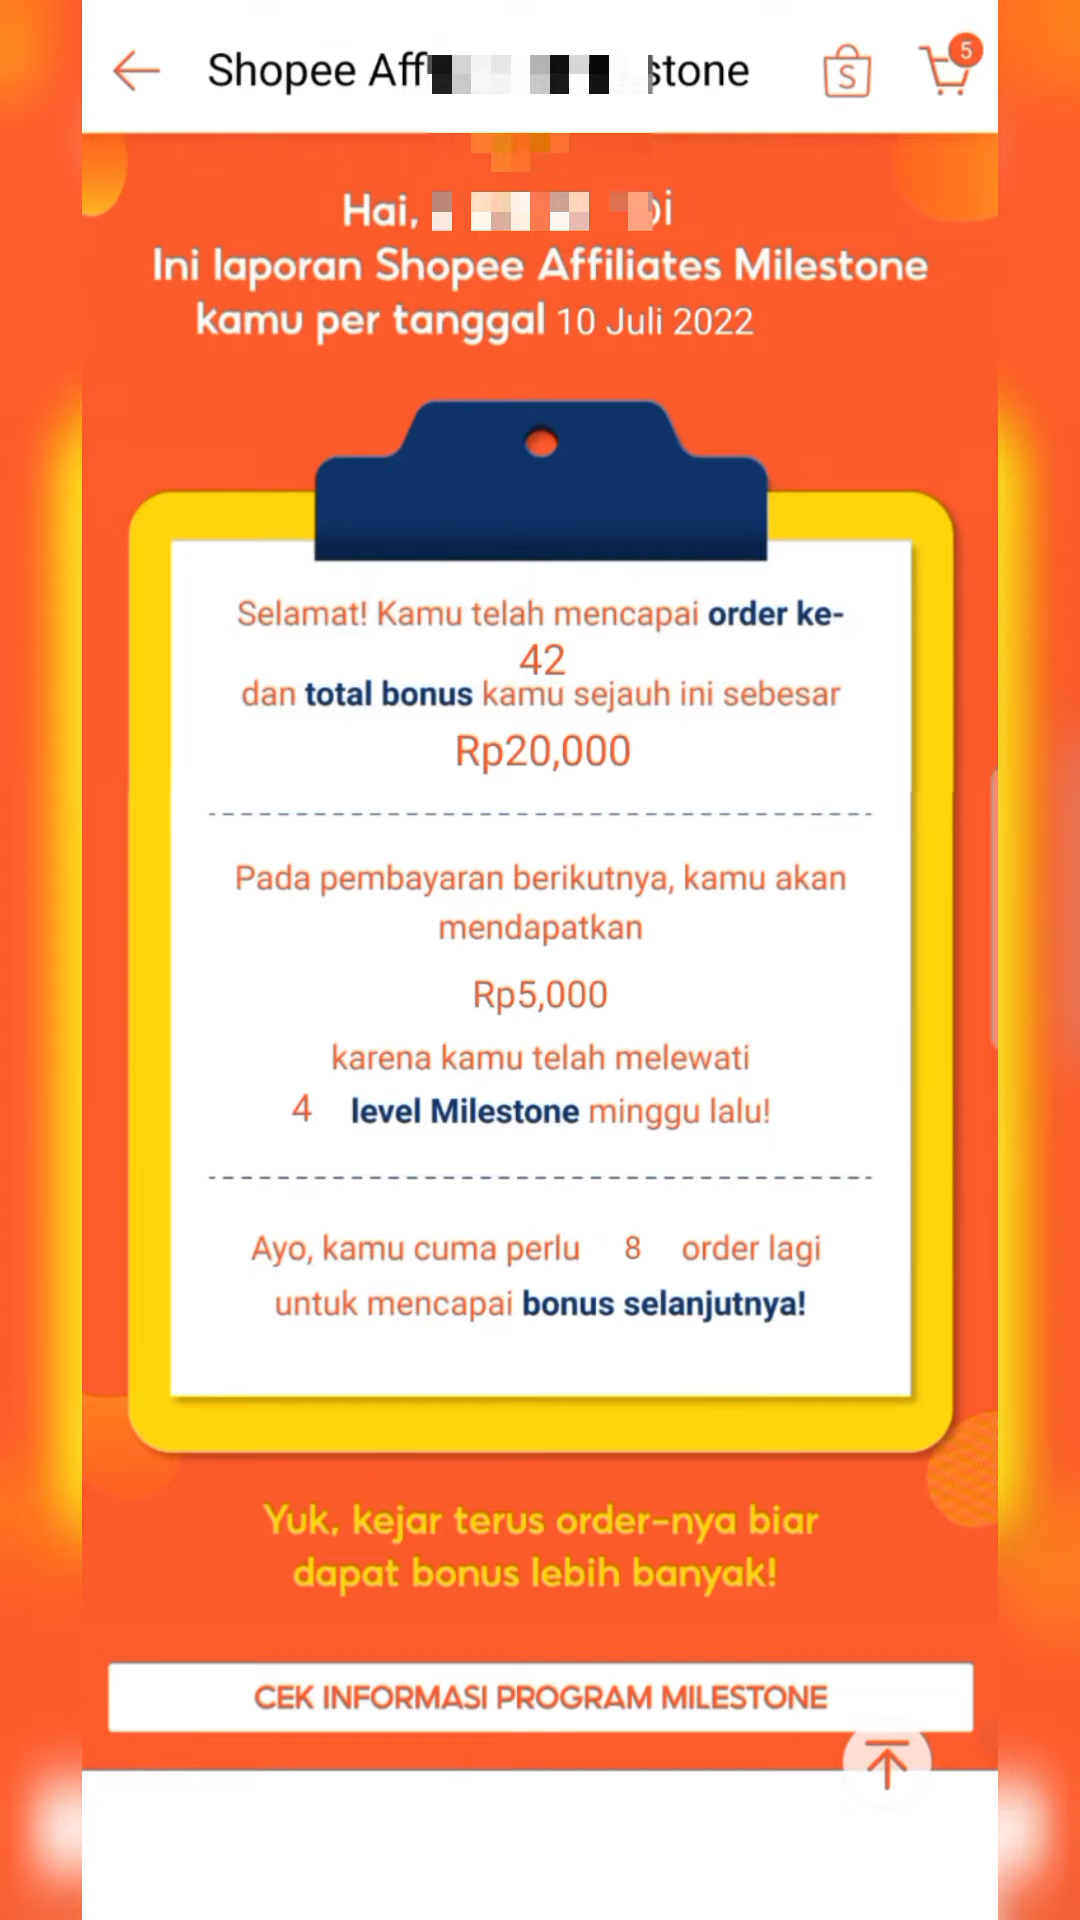 Shopee
5
S
Hai,
Ini laporan Shopee Affiliates Milestone
kamu per tanggal 10 Juli 2022
Selamat! Kamu telah mencapai order ke-
42
dan total bonus kamu sejauh ini sebesar
Rp20,000
Pada pembayaran berikutnya, kamu akan
mendapatkan
Rp5,000
karena kamu telah melewati
4 level Milestone minggu lalu!
Ayo, kamu cuma perlu 8 order lagi
untuk mencapai bonus selanjutnya!
Yuk, kejar terus order-nya biar
dapat bonus lebih banyak!
CEK INFORMASI PROGRAM MILESTONE